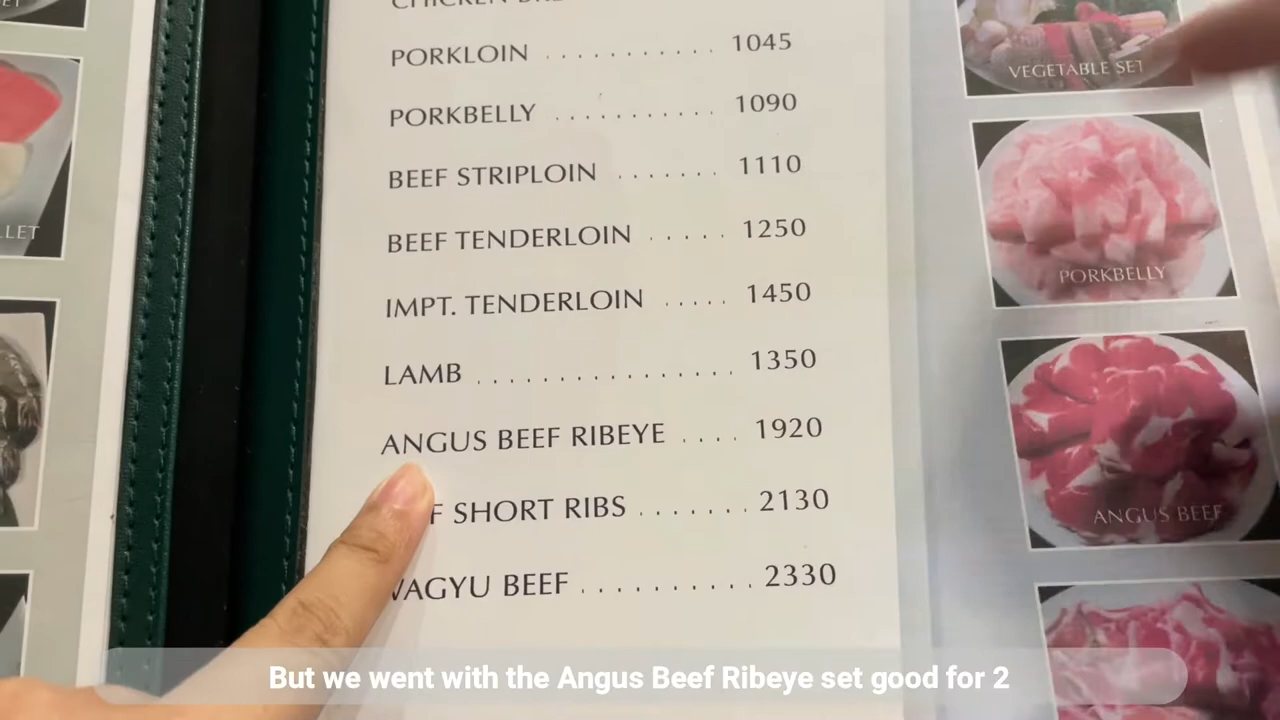 CHICKEN
PORKLOIN . . . . . . . . . . . 1045
PORKBELLY . . . . . . . . . . . 1090
BEEF STRIPLOIN . . . . . . . 1110
BEEF TENDERLOIN . . . . . 1250
IMPT. TENDERLOIN . . . . . 1450
LAMB . . . . . . . . . . . . . . . . 1350
ANGUS BEEF RIBEYE . . . . 1920
F SHORT RIBS . . . . . . . 2130
WAGYU BEEF . . . . . . . . . . 2330
VEGETABLE SET
PORKBELLY
ANGUS BEEF
But we went with the Angus Beef Ribeye set good for 2